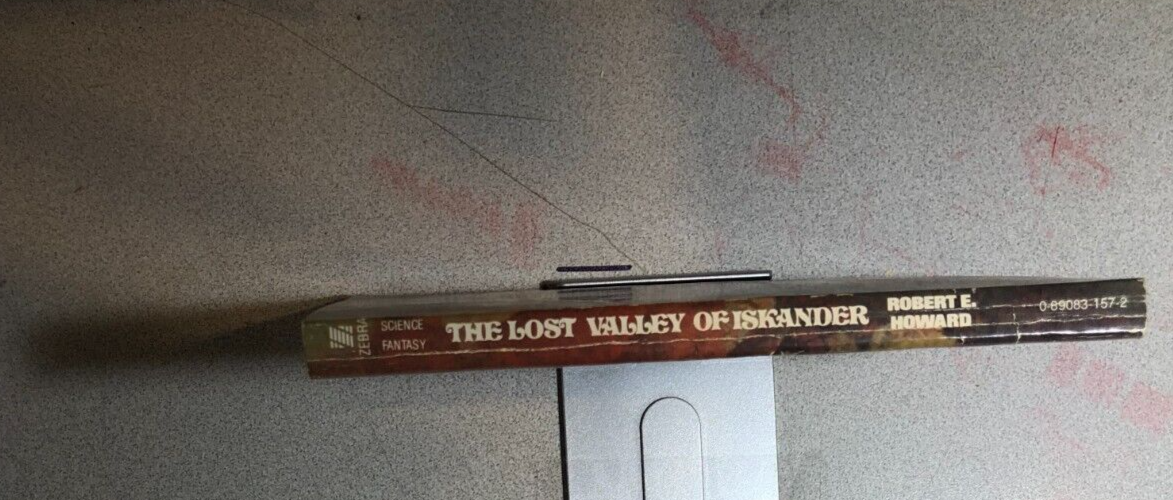 ZEBRA
SCIENCE
FANTASY
THE LOST VALLEY OF ISKANDER
ROBERT E.
HOWARD
0-89083-157-2